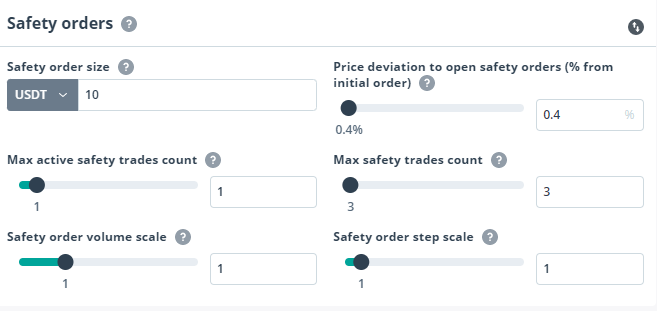 Safety orders ?
Safety order size ?
USDT 10
Price deviation to open safety orders (% from
initial order) ?
0.4 %
0.4%
Max active safety trades count ?
1
1
Max safety trades count ?
3
3
Safety order volume scale ?
1
1
Safety order step scale ?
1
1